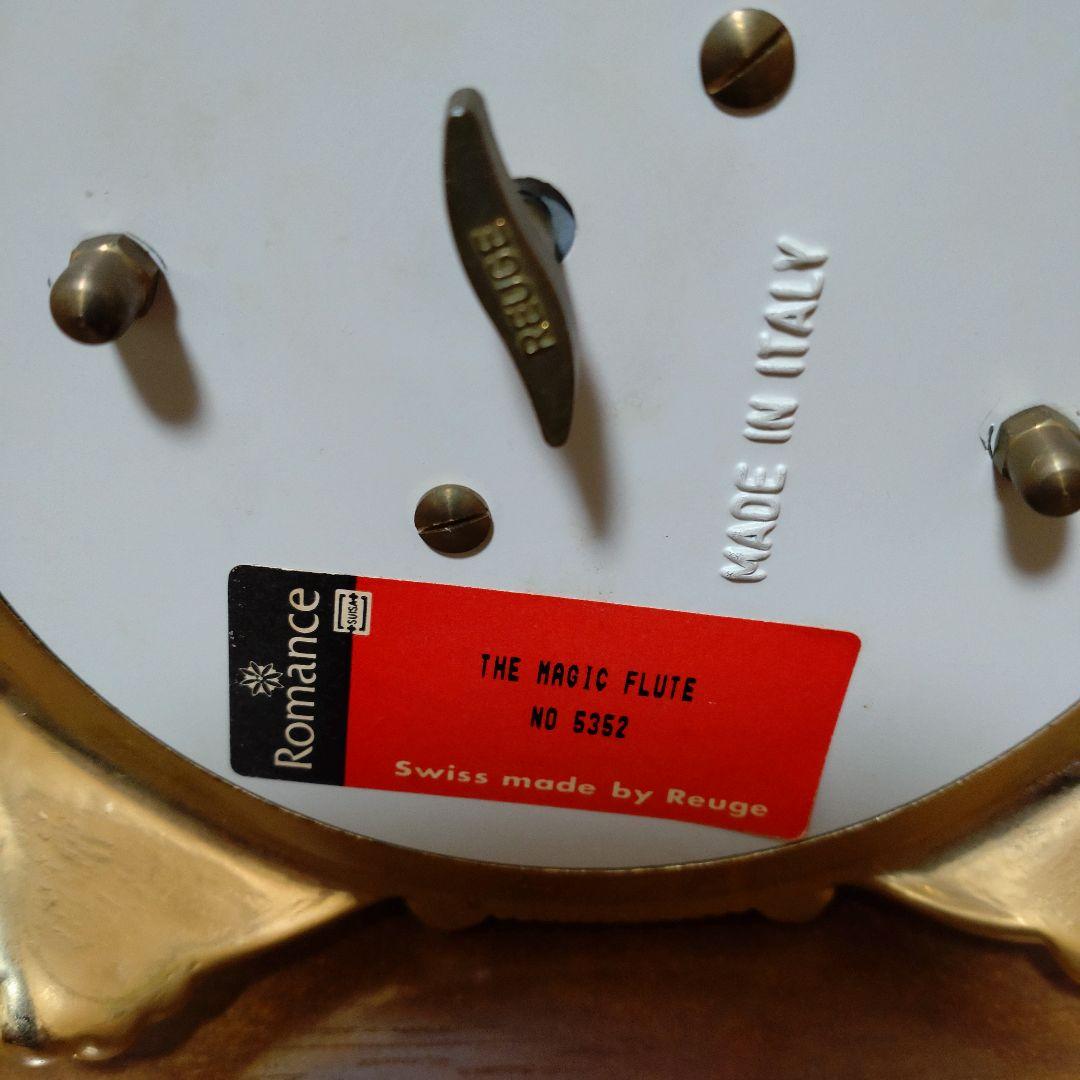 REUGE
MADE IN ITALY
Romance
SUISA
THE MAGIC FLUTE
NO 5352
Swiss made by Reuge